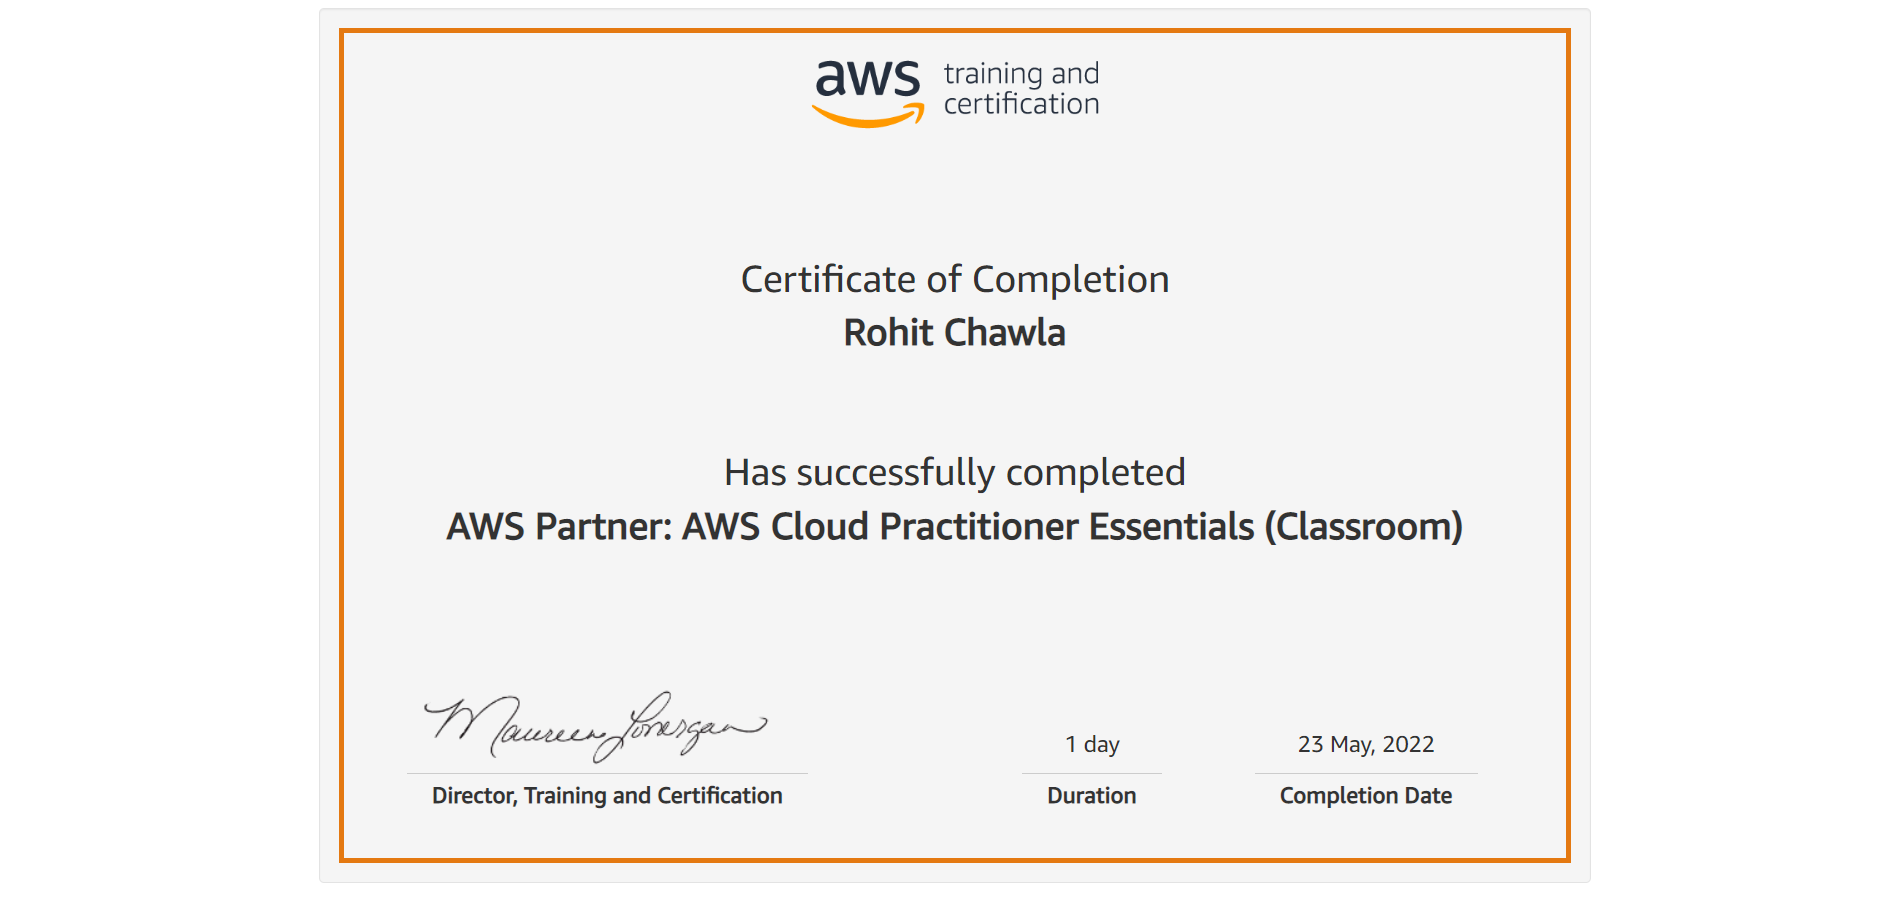 aws training and
certification
Certificate of Completion
Rohit Chawla
Has successfully completed
AWS Partner: AWS Cloud Practitioner Essentials (Classroom)
Maureen Lonergan
1 day
23 May, 2022
Director, Training and Certification
Duration
Completion Date